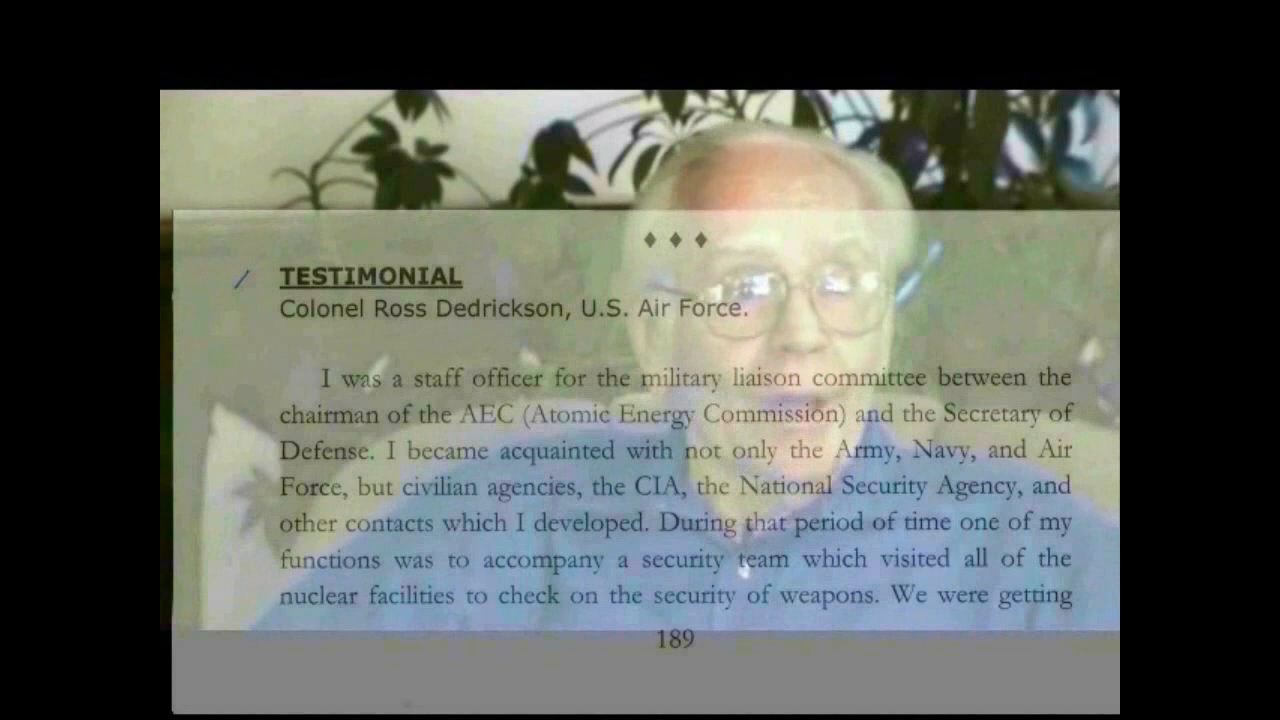 ♦ ♦ ♦
TESTIMONIAL
Colonel Ross Dedrickson, U.S. Air Force.
I was a staff officer for the military liaison committee between the
chairman of the AEC (Atomic Energy Commission) and the Secretary of
Defense. I became acquainted with not only the Army, Navy, and Air
Force, but civilian agencies, the CIA, the National Security Agency, and
other contacts which I developed. During that period of time one of my
functions was to accompany a security team which visited all of the
nuclear facilities to check on the security of weapons. We were getting
189